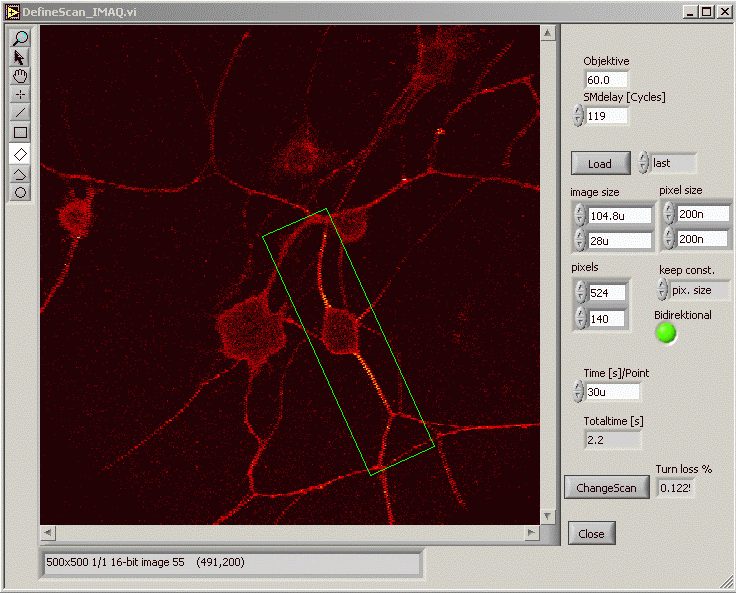 DefineScan_IMAQ.vi
Objektive
60.0
SMdelay [Cycles]
119
Load
last
image size
pixel size
104.8u
200n
28u
200n
pixels
keep const.
524
pix. size
140
Bidirektional
Time [s]/Point
30u
Totaltime [s]
2.2
Turn loss %
ChangeScan
0.122
Close
500x500 1/1 16-bit image 55 (491,200)